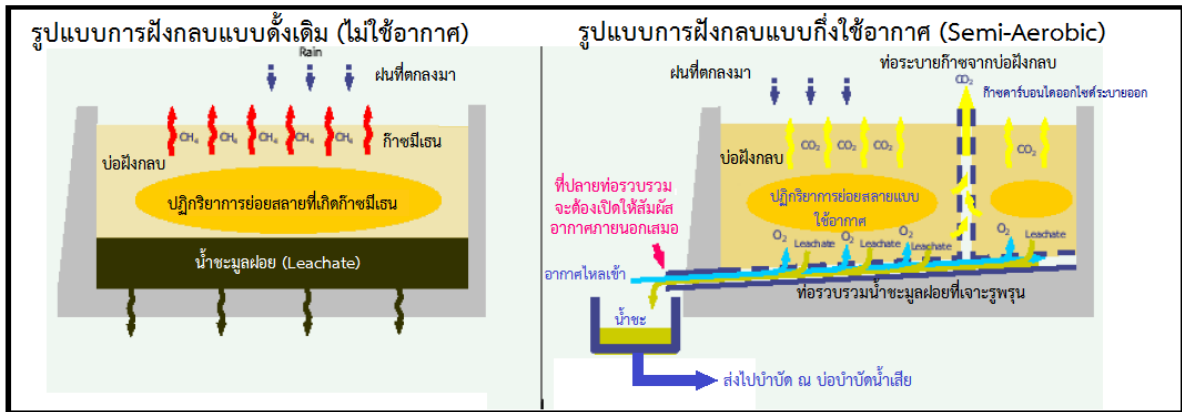 รูปแบบการฝังกลบแบบดั้งเดิม (ไม่ใช้อากาศ)
Rain
ฝนที่ตกลงมา
CH₄ CH₄ CH₄ CH₄ CH₄
ก๊าซมีเธน
บ่อฝังกลบ
ปฏิกริยาการย่อยสลายที่เกิดก๊าซมีเธน
น้ำชะมูลฝอย (Leachate)
รูปแบบการฝังกลบแบบกึ่งใช้อากาศ (Semi-Aerobic)
ท่อระบายก๊าซจากบ่อฝังกลบ
ฝนที่ตกลงมา
CO₂
ก๊าซคาร์บอนไดออกไซด์ระบายออก
CO₂ CO₂ CO₂ CO₂
บ่อฝังกลบ
ที่ปลายท่อรวบรวม
จะต้องเปิดให้สัมผัส
อากาศภายนอกเสมอ
ปฏิกริยาการย่อยสลายแบบ
ใช้อากาศ
O₂ Leachate O₂ Leachate O₂ Leachate O₂
อากาศไหลเข้า
ท่อรวบรวมน้ำชะมูลฝอยที่เจาะรูพรุน
น้ำชะ
ส่งไปบำบัด ณ บ่อบำบัดน้ำเสีย
CO₂